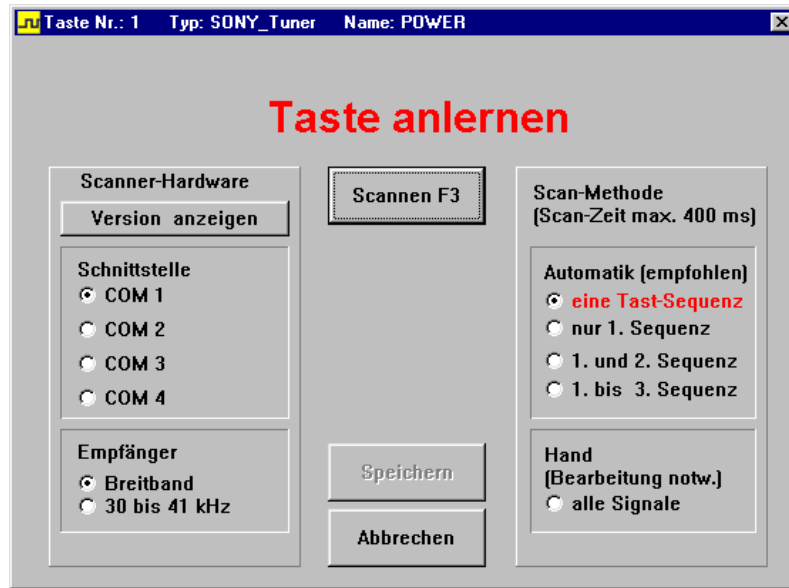 Taste Nr.: 1 Typ: SONY_Tuner Name: POWER
Taste anlernen
Scanner-Hardware
Version anzeigen
Schnittstelle
COM 1
COM 2
COM 3
COM 4
Empfänger
Breitband
30 bis 41 kHz
Scannen F3
Speichern
Abbrechen
Scan-Methode
(Scan-Zeit max. 400 ms)
Automatik (empfohlen)
eine Tast-Sequenz
nur 1. Sequenz
1. und 2. Sequenz
1. bis 3. Sequenz
Hand
(Bearbeitung notw.)
alle Signale